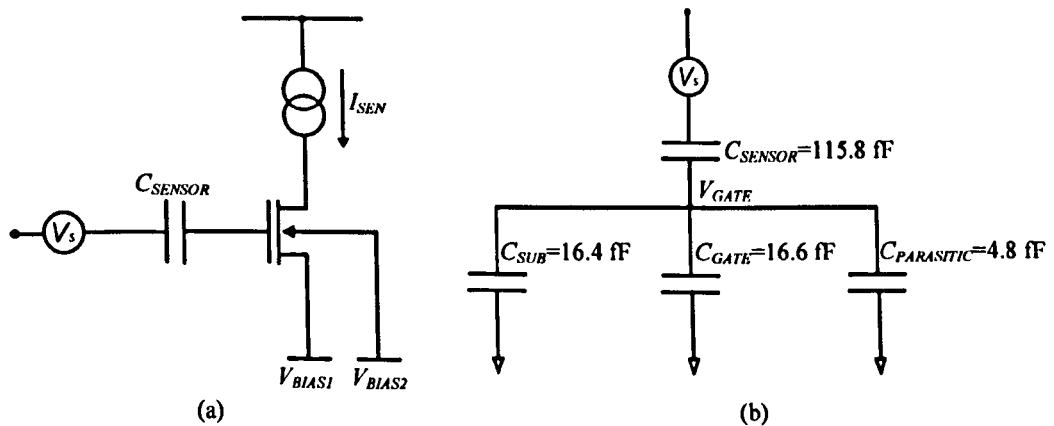 V_s
C_SENSOR
I_SEN
V_BIAS1
V_BIAS2
(a)
V_s
C_SENSOR=115.8 fF
V_GATE
C_SUB=16.4 fF
C_GATE=16.6 fF
C_PARASITIC=4.8 fF
(b)